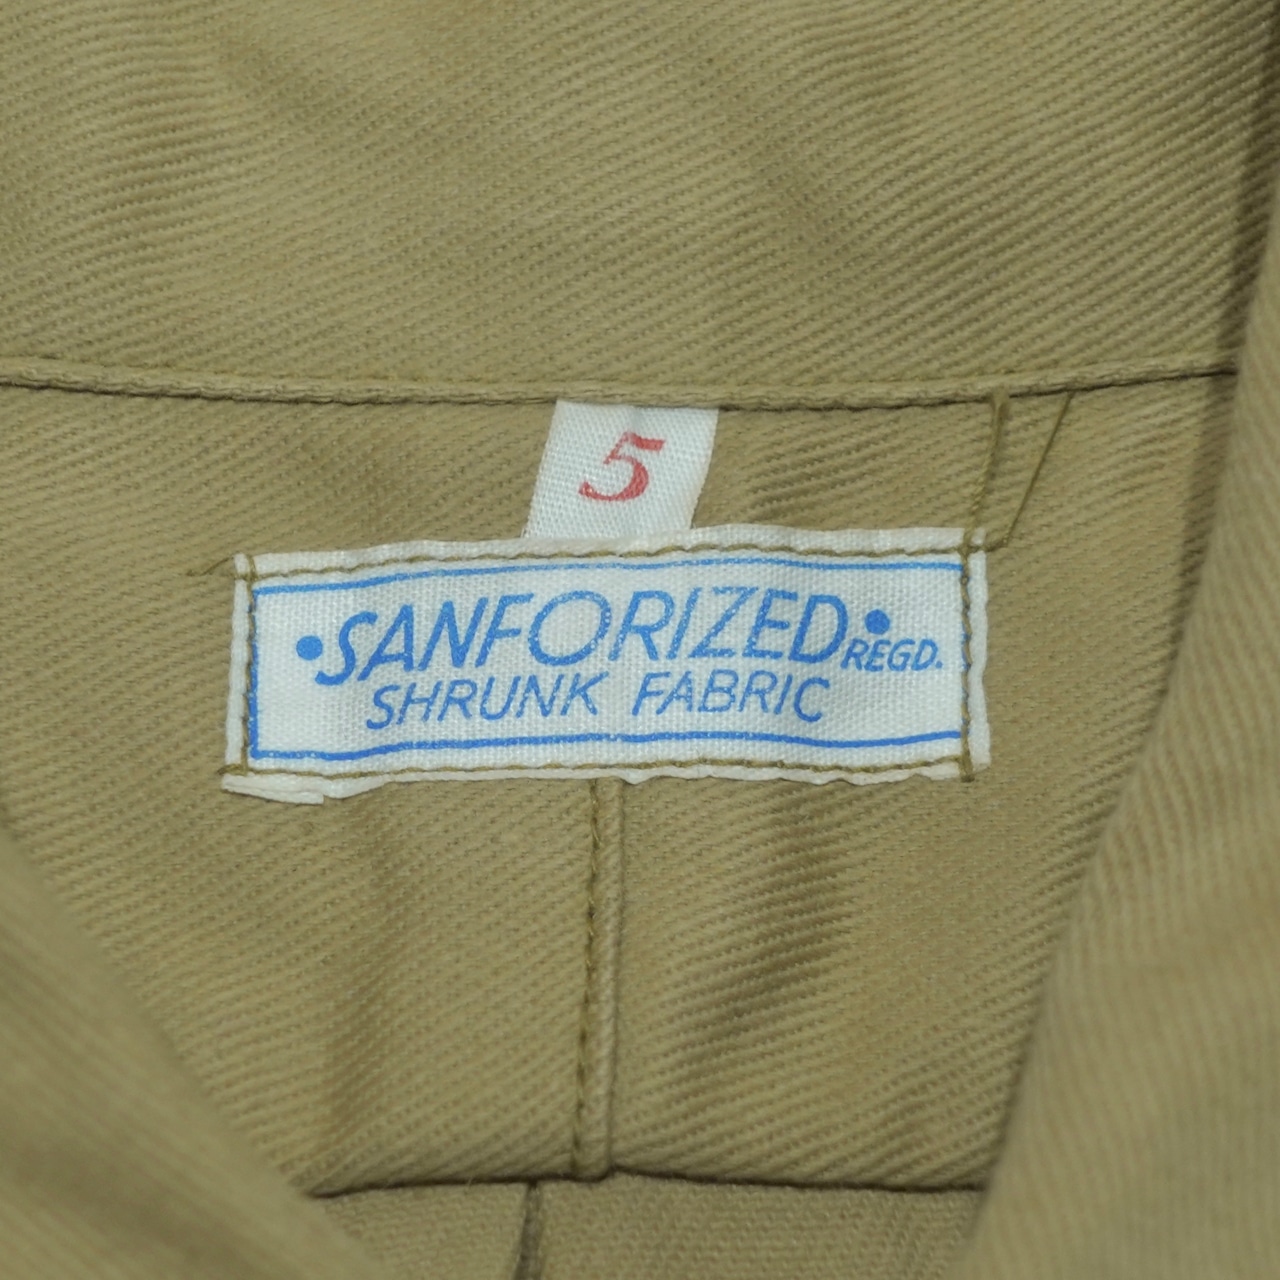 5
•SANFORIZED• REGD.
SHRUNK FABRIC